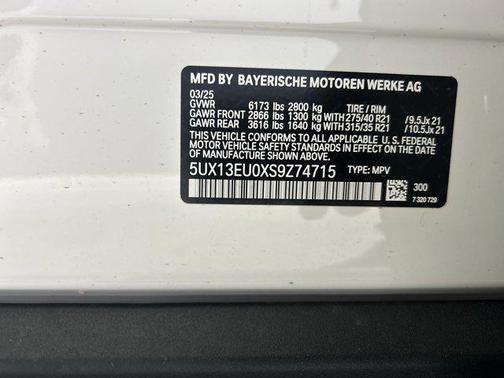 MFD BY BAYERISCHE MOTOREN WERKE AG
03/25
GVWR 6173 lbs 2800 kg TIRE / RIM
GAWR FRONT 2866 lbs 1300 kg WITH 275/40 R21 / 9.5Jx 21
GAWR REAR 3616 lbs 1640 kg WITH 315/35 R21 / 10.5Jx 21
THIS VEHICLE CONFORMS TO ALL APPLICABLE U. S. FEDERAL
MOTOR VEHICLE SAFETY STANDARDS IN EFFECT ON THE DATE
OF MANUFACTURE SHOWN ABOVE.
5UX13EU0XS9Z74715 TYPE: MPV
300
7 320 729